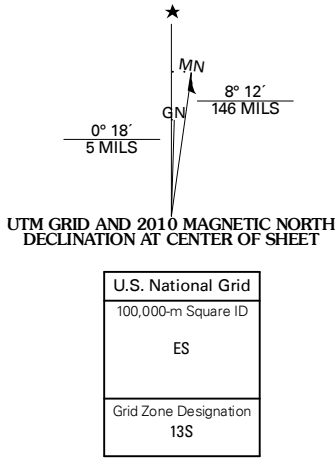 ★
MN
GN
8° 12´
146 MILS
0° 18´
5 MILS
UTM GRID AND 2010 MAGNETIC NORTH
DECLINATION AT CENTER OF SHEET
U.S. National Grid
100,000-m Square ID
ES
Grid Zone Designation
13S